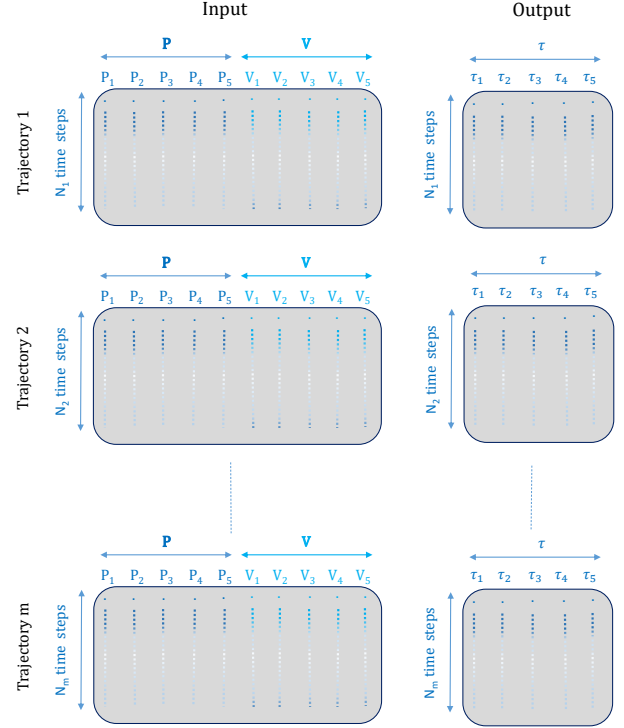 Input
Output
P
V
τ
P₁ P₂ P₃ P₄ P₅ V₁ V₂ V₃ V₄ V₅
τ₁ τ₂ τ₃ τ₄ τ₅
Trajectory 1
N₁ time steps
N₁ time steps
P
V
τ
P₁ P₂ P₃ P₄ P₅ V₁ V₂ V₃ V₄ V₅
τ₁ τ₂ τ₃ τ₄ τ₅
Trajectory 2
N₂ time steps
N₂ time steps
P
V
τ
P₁ P₂ P₃ P₄ P₅ V₁ V₂ V₃ V₄ V₅
τ₁ τ₂ τ₃ τ₄ τ₅
Trajectory m
Nₘ time steps
Nₘ time steps